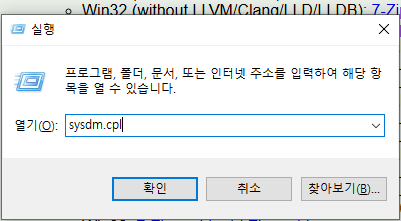 Win32 (without LLVM/Clang/LLD/LLDB): 7-Zip
실행
프로그램, 폴더, 문서, 또는 인터넷 주소를 입력하여 해당 항
목을 열 수 있습니다.
열기(O): sysdm.cpl
확인 취소 찾아보기(B)...